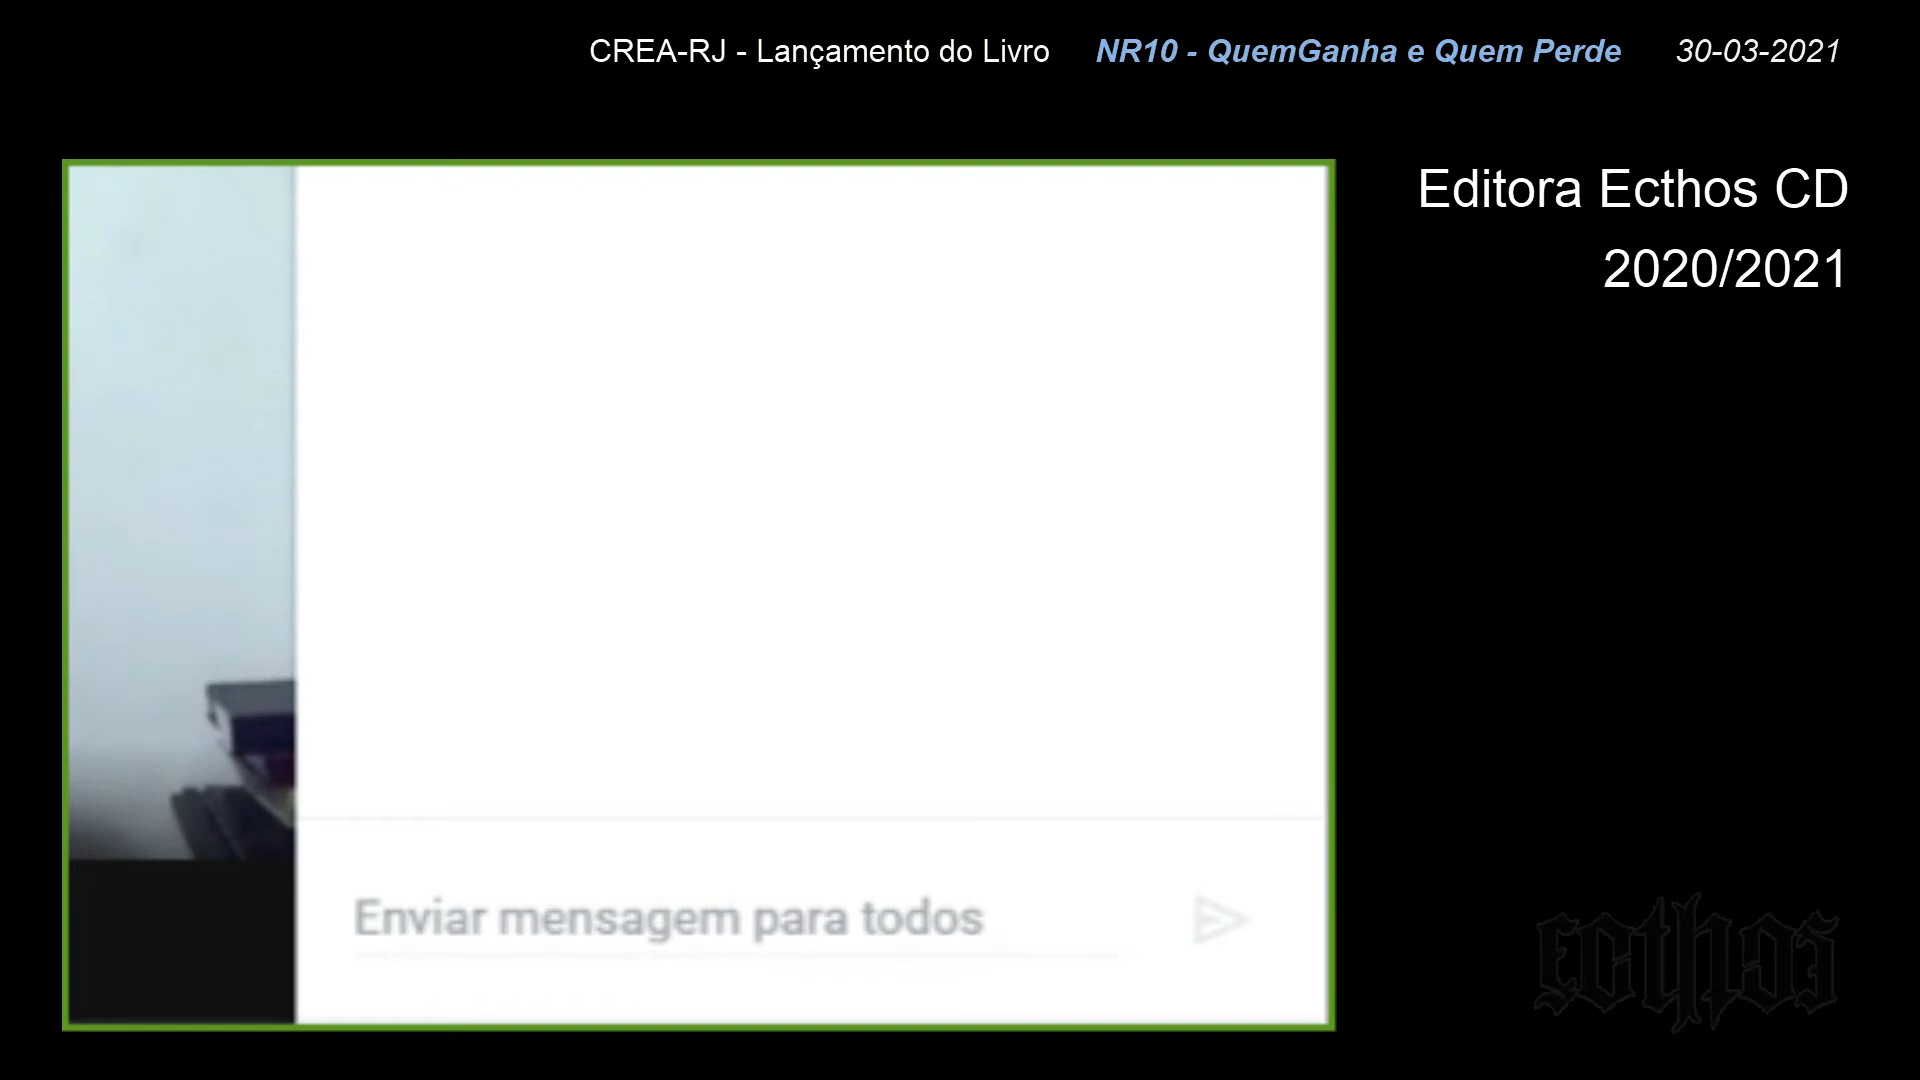 CREA-RJ - Lançamento do Livro NR10 - QuemGanha e Quem Perde 30-03-2021
Editora Ecthos CD
2020/2021
Enviar mensagem para todos
Ecthos